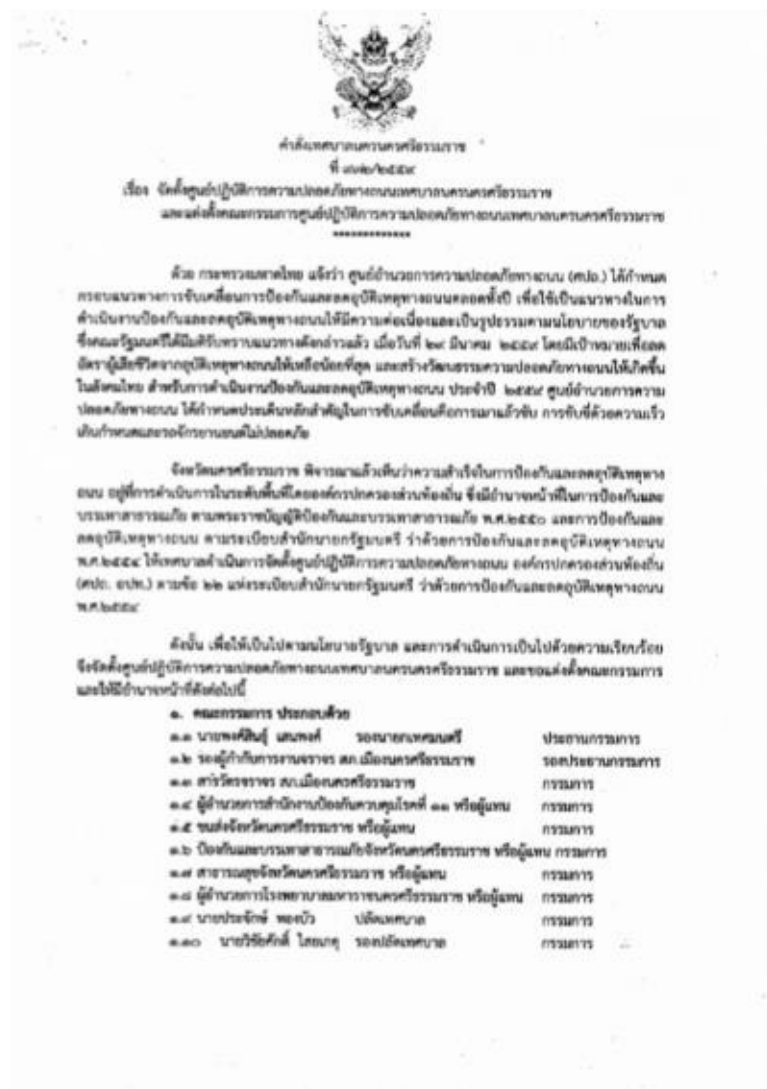 คำสั่งเทศบาลนครนครศรีธรรมราช
ที่ /๒๕๕๙
เรื่อง จัดตั้งศูนย์ปฏิบัติการความปลอดภัยทางถนนเทศบาลนครนครศรีธรรมราช
และแต่งตั้งคณะกรรมการศูนย์ปฏิบัติการความปลอดภัยทางถนนเทศบาลนครนครศรีธรรมราช
*************
ด้วย กระทรวงมหาดไทย แจ้งว่า ศูนย์อำนวยการความปลอดภัยทางถนน (ศปถ.) ได้กำหนด
กรอบแนวทางการขับเคลื่อนการป้องกันและลดอุบัติเหตุทางถนนตลอดทั้งปี เพื่อใช้เป็นแนวทางในการ
ดำเนินงานป้องกันและลดอุบัติเหตุทางถนนให้มีความต่อเนื่องและเป็นรูปธรรมตามนโยบายของรัฐบาล
ซึ่งคณะรัฐมนตรีได้มีมติรับทราบแนวทางดังกล่าวแล้ว เมื่อวันที่ ๒๙ มีนาคม ๒๕๕๙ โดยมีเป้าหมายเพื่อลด
อัตราผู้เสียชีวิตจากอุบัติเหตุทางถนนให้เหลือน้อยที่สุด และสร้างวัฒนธรรมความปลอดภัยทางถนนให้เกิดขึ้น
ในสังคมไทย สำหรับการดำเนินงานป้องกันและลดอุบัติเหตุทางถนน ประจำปี ๒๕๕๙ ศูนย์อำนวยการความ
ปลอดภัยทางถนน ได้กำหนดประเด็นหลักสำคัญในการขับเคลื่อนคือการเมาแล้วขับ การขับขี่ด้วยความเร็ว
เกินกำหนดและรถจักรยานยนต์ไม่ปลอดภัย
จังหวัดนครศรีธรรมราช พิจารณาแล้วเห็นว่าความสำเร็จในการป้องกันและลดอุบัติเหตุทาง
ถนน อยู่ที่การดำเนินการในระดับพื้นที่โดยองค์กรปกครองส่วนท้องถิ่น ซึ่งมีอำนาจหน้าที่ในการป้องกันและ
บรรเทาสาธารณภัย ตามพระราชบัญญัติป้องกันและบรรเทาสาธารณภัย พ.ศ.๒๕๕๐ และการป้องกันและ
ลดอุบัติเหตุทางถนน ตามระเบียบสำนักนายกรัฐมนตรี ว่าด้วยการป้องกันและลดอุบัติเหตุทางถนน
พ.ศ.๒๕๕๔ ให้เทศบาลดำเนินการจัดตั้งศูนย์ปฏิบัติการความปลอดภัยทางถนน องค์กรปกครองส่วนท้องถิ่น
(ศปถ. อปท.) ตามข้อ ๒๒ แห่งระเบียบสำนักนายกรัฐมนตรี ว่าด้วยการป้องกันและลดอุบัติเหตุทางถนน
พ.ศ.๒๕๕๔
ดังนั้น เพื่อให้เป็นไปตามนโยบายรัฐบาล และการดำเนินการเป็นไปด้วยความเรียบร้อย
จึงจัดตั้งศูนย์ปฏิบัติการความปลอดภัยทางถนนเทศบาลนครนครศรีธรรมราช และขอแต่งตั้งคณะกรรมการ
และให้มีอำนาจหน้าที่ดังต่อไปนี้
๑. คณะกรรมการ ประกอบด้วย
๑.๑ นายพงศ์สินธุ์ เสนพงศ์ รองนายกเทศมนตรี ประธานกรรมการ
๑.๒ รองผู้กำกับการงานจราจร สภ.เมืองนครศรีธรรมราช รองประธานกรรมการ
๑.๓ สารวัตรจราจร สภ.เมืองนครศรีธรรมราช กรรมการ
๑.๔ ผู้อำนวยการสำนักงานป้องกันควบคุมโรคที่ ๑๑ หรือผู้แทน กรรมการ
๑.๕ ขนส่งจังหวัดนครศรีธรรมราช หรือผู้แทน กรรมการ
๑.๖ ป้องกันและบรรเทาสาธารณภัยจังหวัดนครศรีธรรมราช หรือผู้แทน กรรมการ
๑.๗ สาธารณสุขจังหวัดนครศรีธรรมราช หรือผู้แทน กรรมการ
๑.๘ ผู้อำนวยการโรงพยาบาลมหาราชนครศรีธรรมราช หรือผู้แทน กรรมการ
๑.๙ นายประจักษ์ ทองบัว ปลัดเทศบาล กรรมการ
๑.๑๐ นายวิชัยศักดิ์ ไสยเกตุ รองปลัดเทศบาล กรรมการ